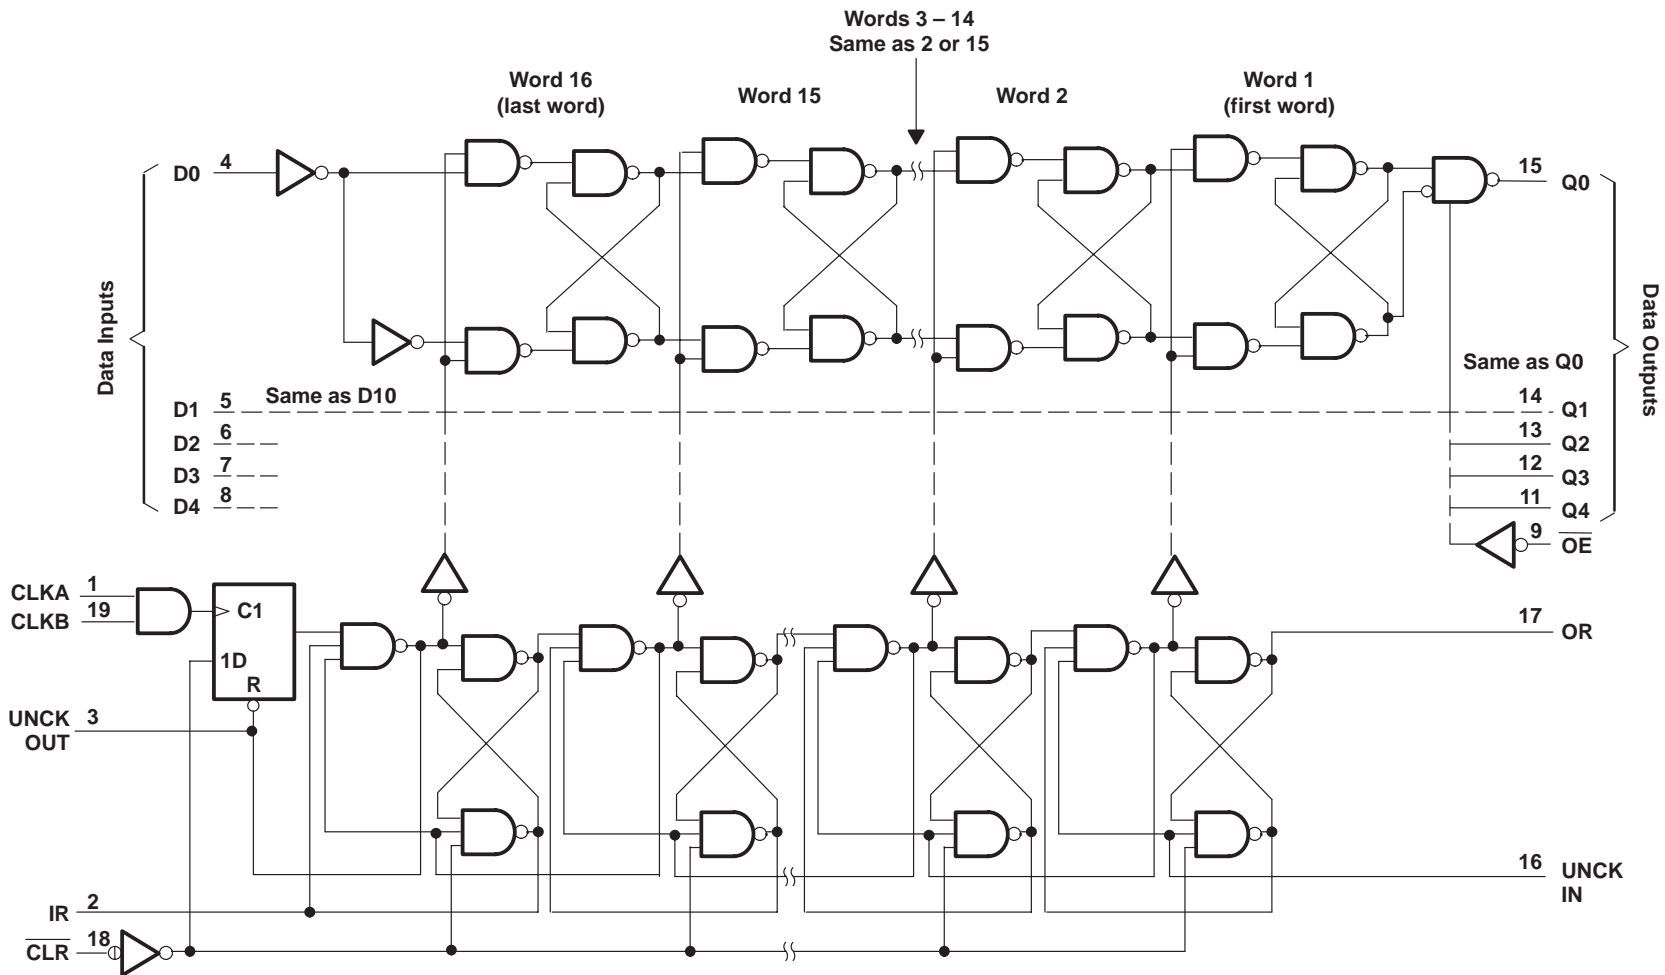 Words 3 – 14
Same as 2 or 15
Word 16
(last word)
Word 15
Word 2
Word 1
(first word)
D0 4
15 Q0
Data Inputs
Data Outputs
Same as Q0
Same as D10
D1 5
14 Q1
D2 6
13 Q2
D3 7
12 Q3
D4 8
11 Q4
9 OE
CLKA 1
CLKB 19
C1
1D
R
17 OR
UNCK
OUT
3
16 UNCK
IN
IR 2
CLR 18